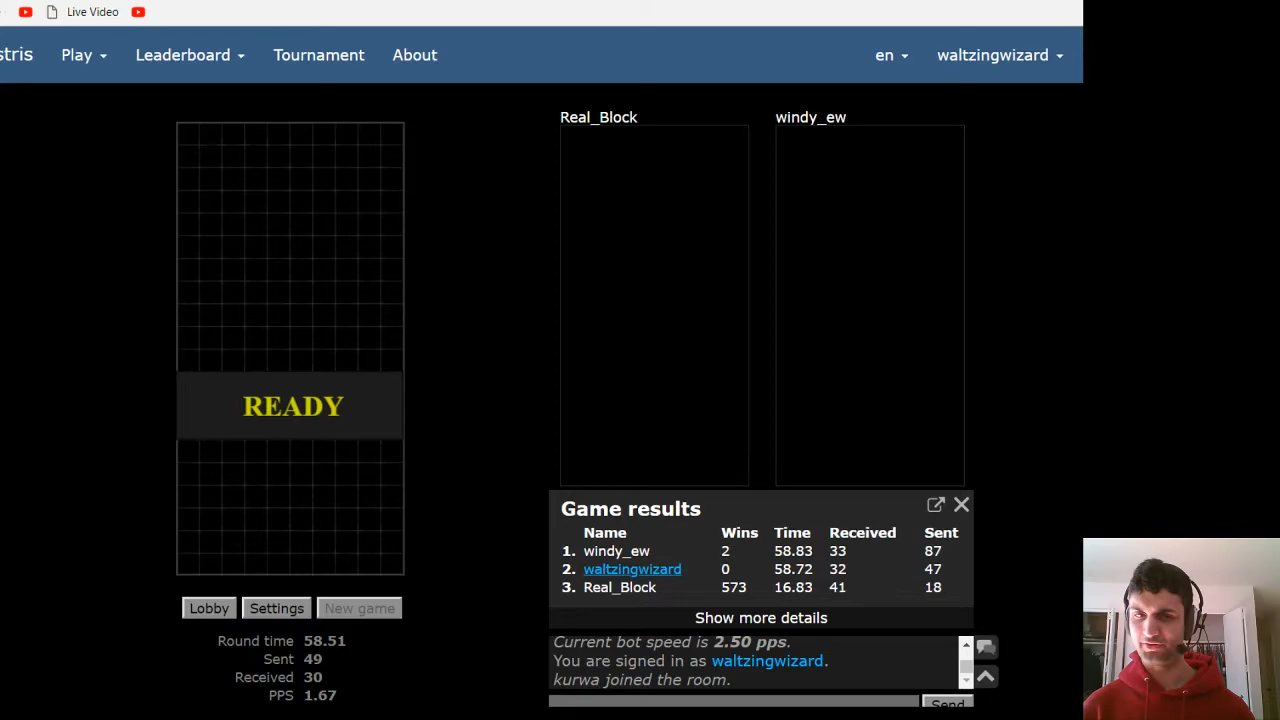 Live Video
stris Play Leaderboard Tournament About en waltzingwizard
Real_Block windy_ew
READY
Game results
Name Wins Time Received Sent
1. windy_ew 2 58.83 33 87
2. waltzingwizard 0 58.72 32 47
3. Real_Block 573 16.83 41 18
Show more details
Lobby Settings New game
Round time 58.51
Sent 49
Received 30
PPS 1.67
Current bot speed is 2.50 pps.
You are signed in as waltzingwizard.
kurwa joined the room.
Send